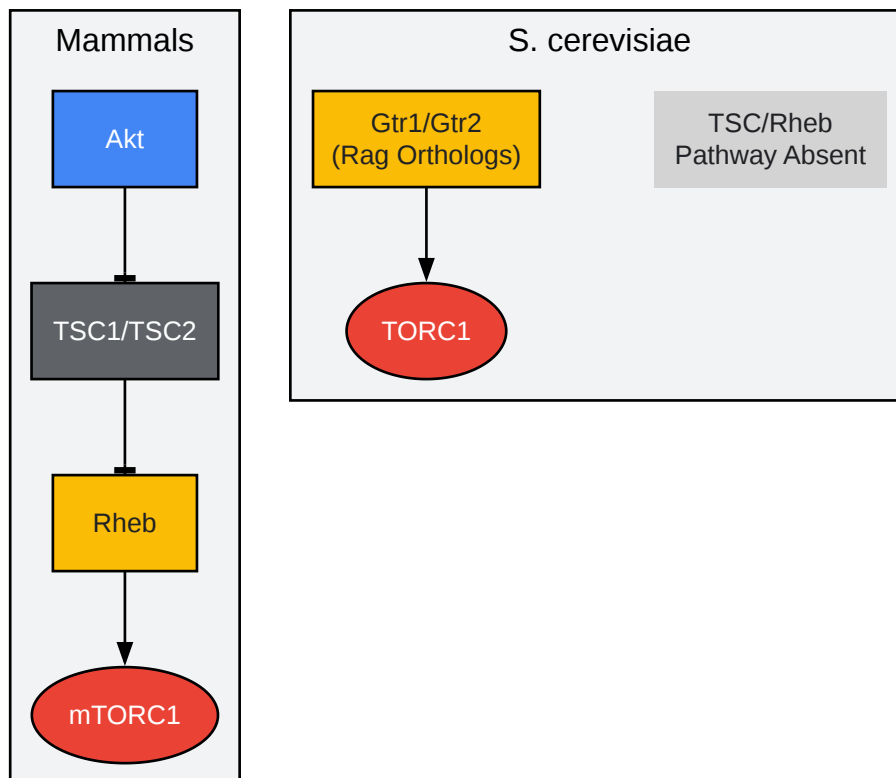 Mammals
Akt
TSC1/TSC2
Rheb
mTORC1
S. cerevisiae
Gtr1/Gtr2
(Rag Orthologs)
TORC1
TSC/Rheb
Pathway Absent